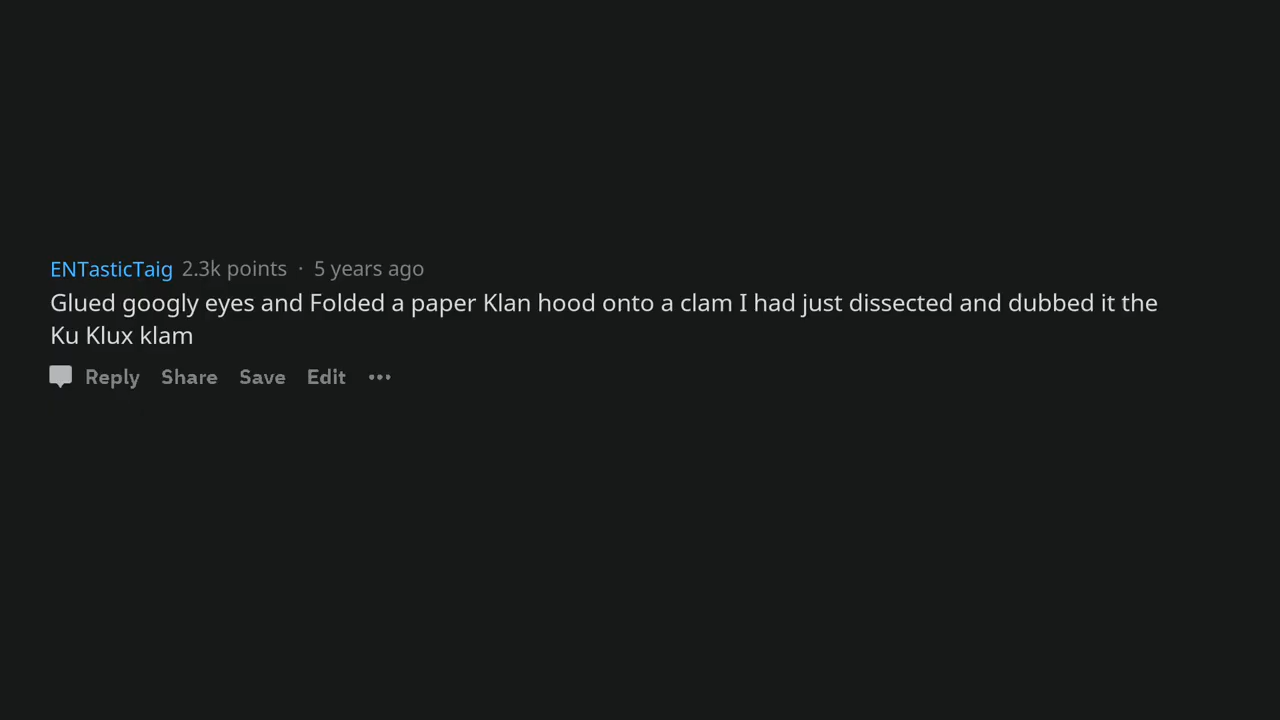 ENTasticTaig 2.3k points · 5 years ago
Glued googly eyes and Folded a paper Klan hood onto a clam I had just dissected and dubbed it the
Ku Klux klam
Reply Share Save Edit •••